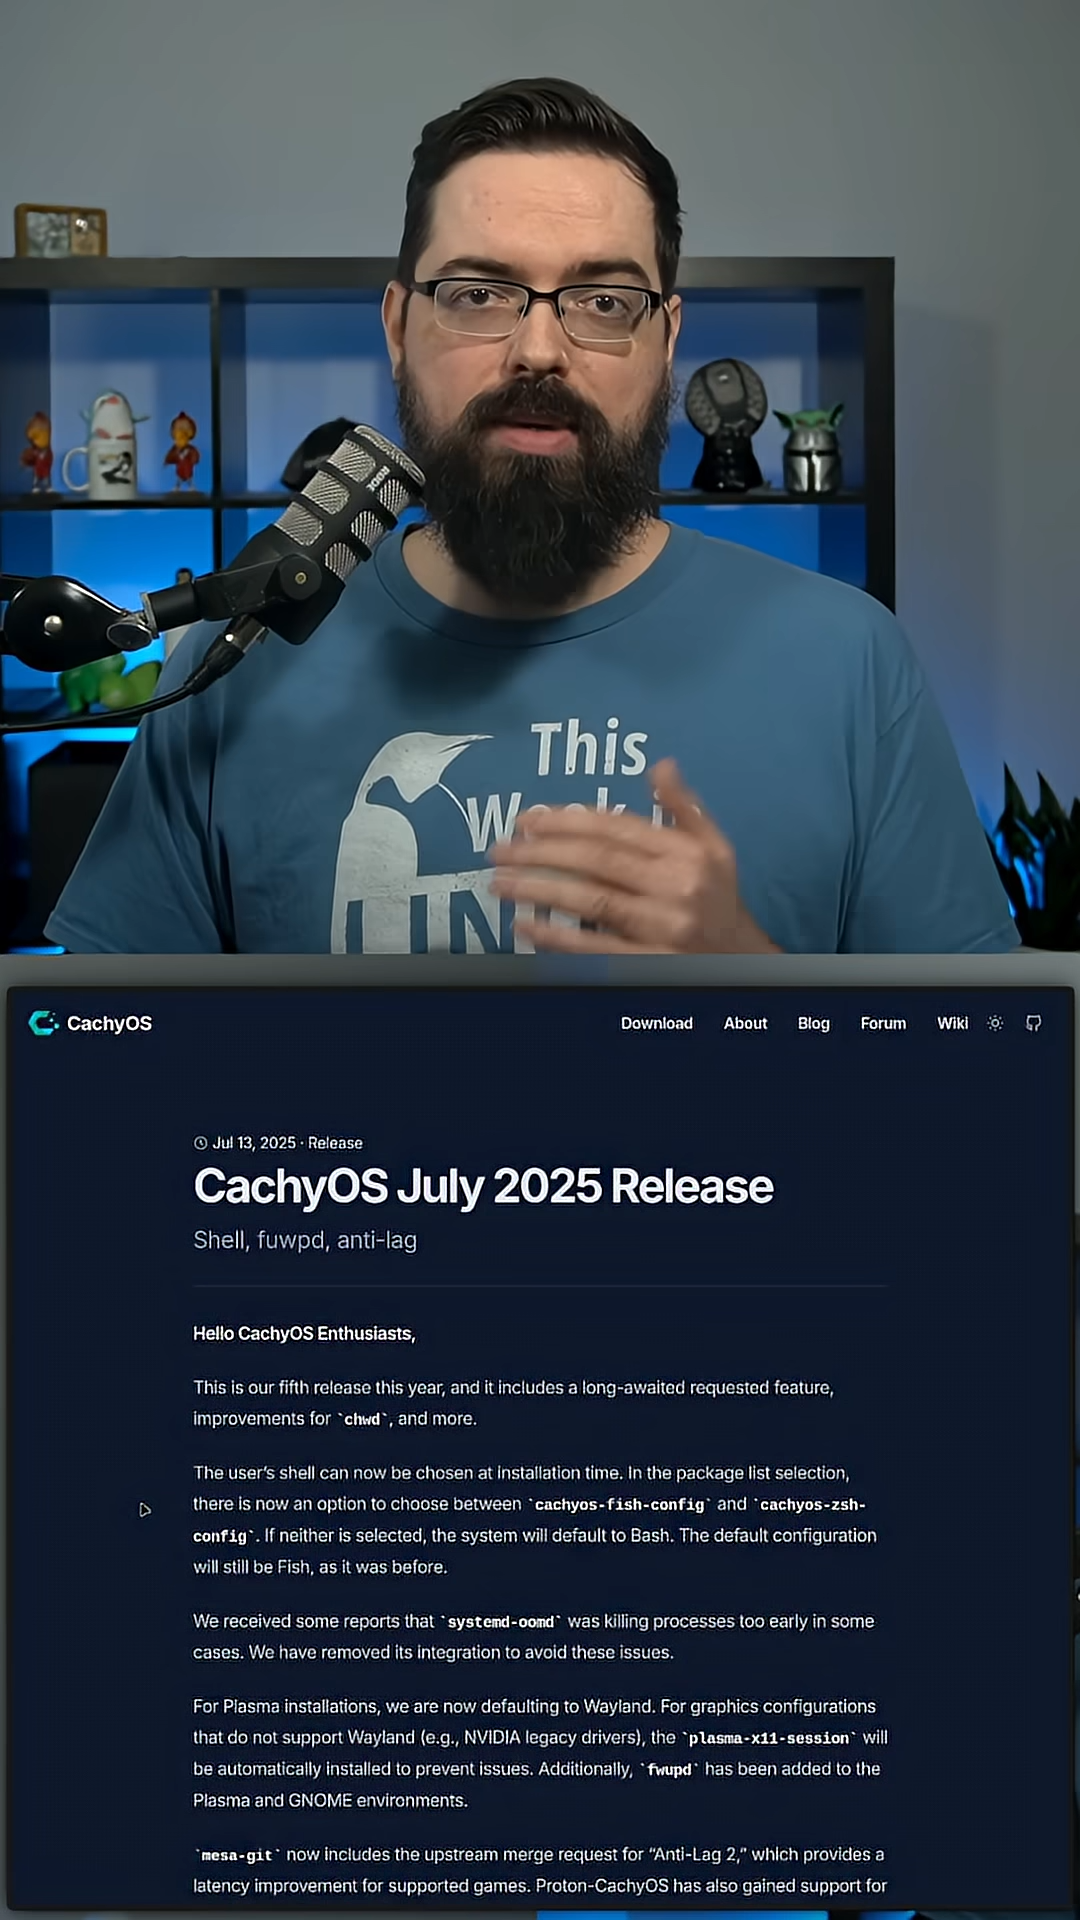 RODE
This
Week in
LINU
CachyOS
Download About Blog Forum Wiki
Jul 13, 2025 · Release
CachyOS July 2025 Release
Shell, fuwpd, anti-lag
Hello CachyOS Enthusiasts,
This is our fifth release this year, and it includes a long-awaited requested feature,
improvements for `chwd`, and more.
The user's shell can now be chosen at installation time. In the package list selection,
there is now an option to choose between `cachyos-fish-config` and `cachyos-zsh-
config`. If neither is selected, the system will default to Bash. The default configuration
will still be Fish, as it was before.
We received some reports that `systemd-oomd` was killing processes too early in some
cases. We have removed its integration to avoid these issues.
For Plasma installations, we are now defaulting to Wayland. For graphics configurations
that do not support Wayland (e.g., NVIDIA legacy drivers), the `plasma-x11-session` will
be automatically installed to prevent issues. Additionally, `fwupd` has been added to the
Plasma and GNOME environments.
`mesa-git` now includes the upstream merge request for “Anti-Lag 2,” which provides a
latency improvement for supported games. Proton-CachyOS has also gained support for